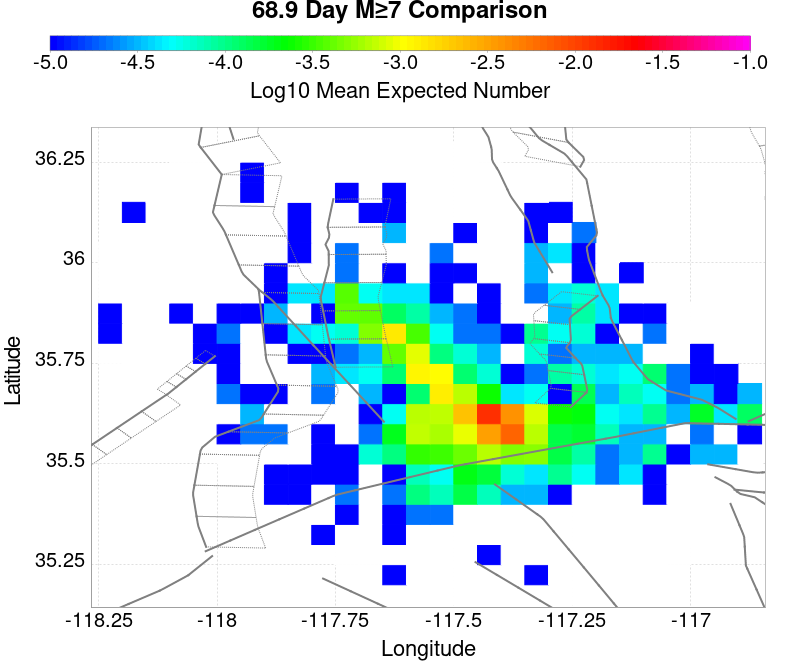 68.9 Day M≥7 Comparison
-5.0 -4.5 -4.0 -3.5 -3.0 -2.5 -2.0 -1.5 -1.0
Log10 Mean Expected Number
36.25
36
35.75
35.5
35.25
Latitude
-118.25 -118 -117.75 -117.5 -117.25 -117
Longitude